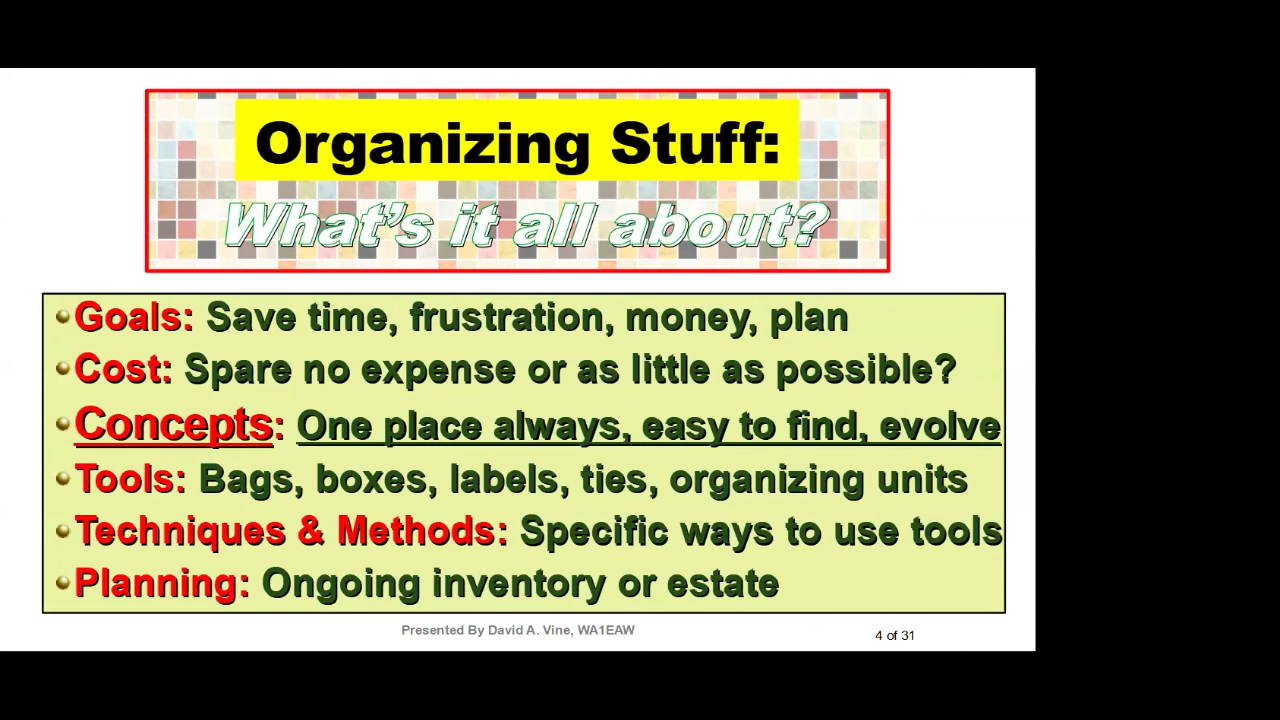 Organizing Stuff:
What's it all about?
•Goals: Save time, frustration, money, plan
•Cost: Spare no expense or as little as possible?
•Concepts: One place always, easy to find, evolve
•Tools: Bags, boxes, labels, ties, organizing units
•Techniques & Methods: Specific ways to use tools
•Planning: Ongoing inventory or estate
Presented By David A. Vine, WA1EAW
4 of 31